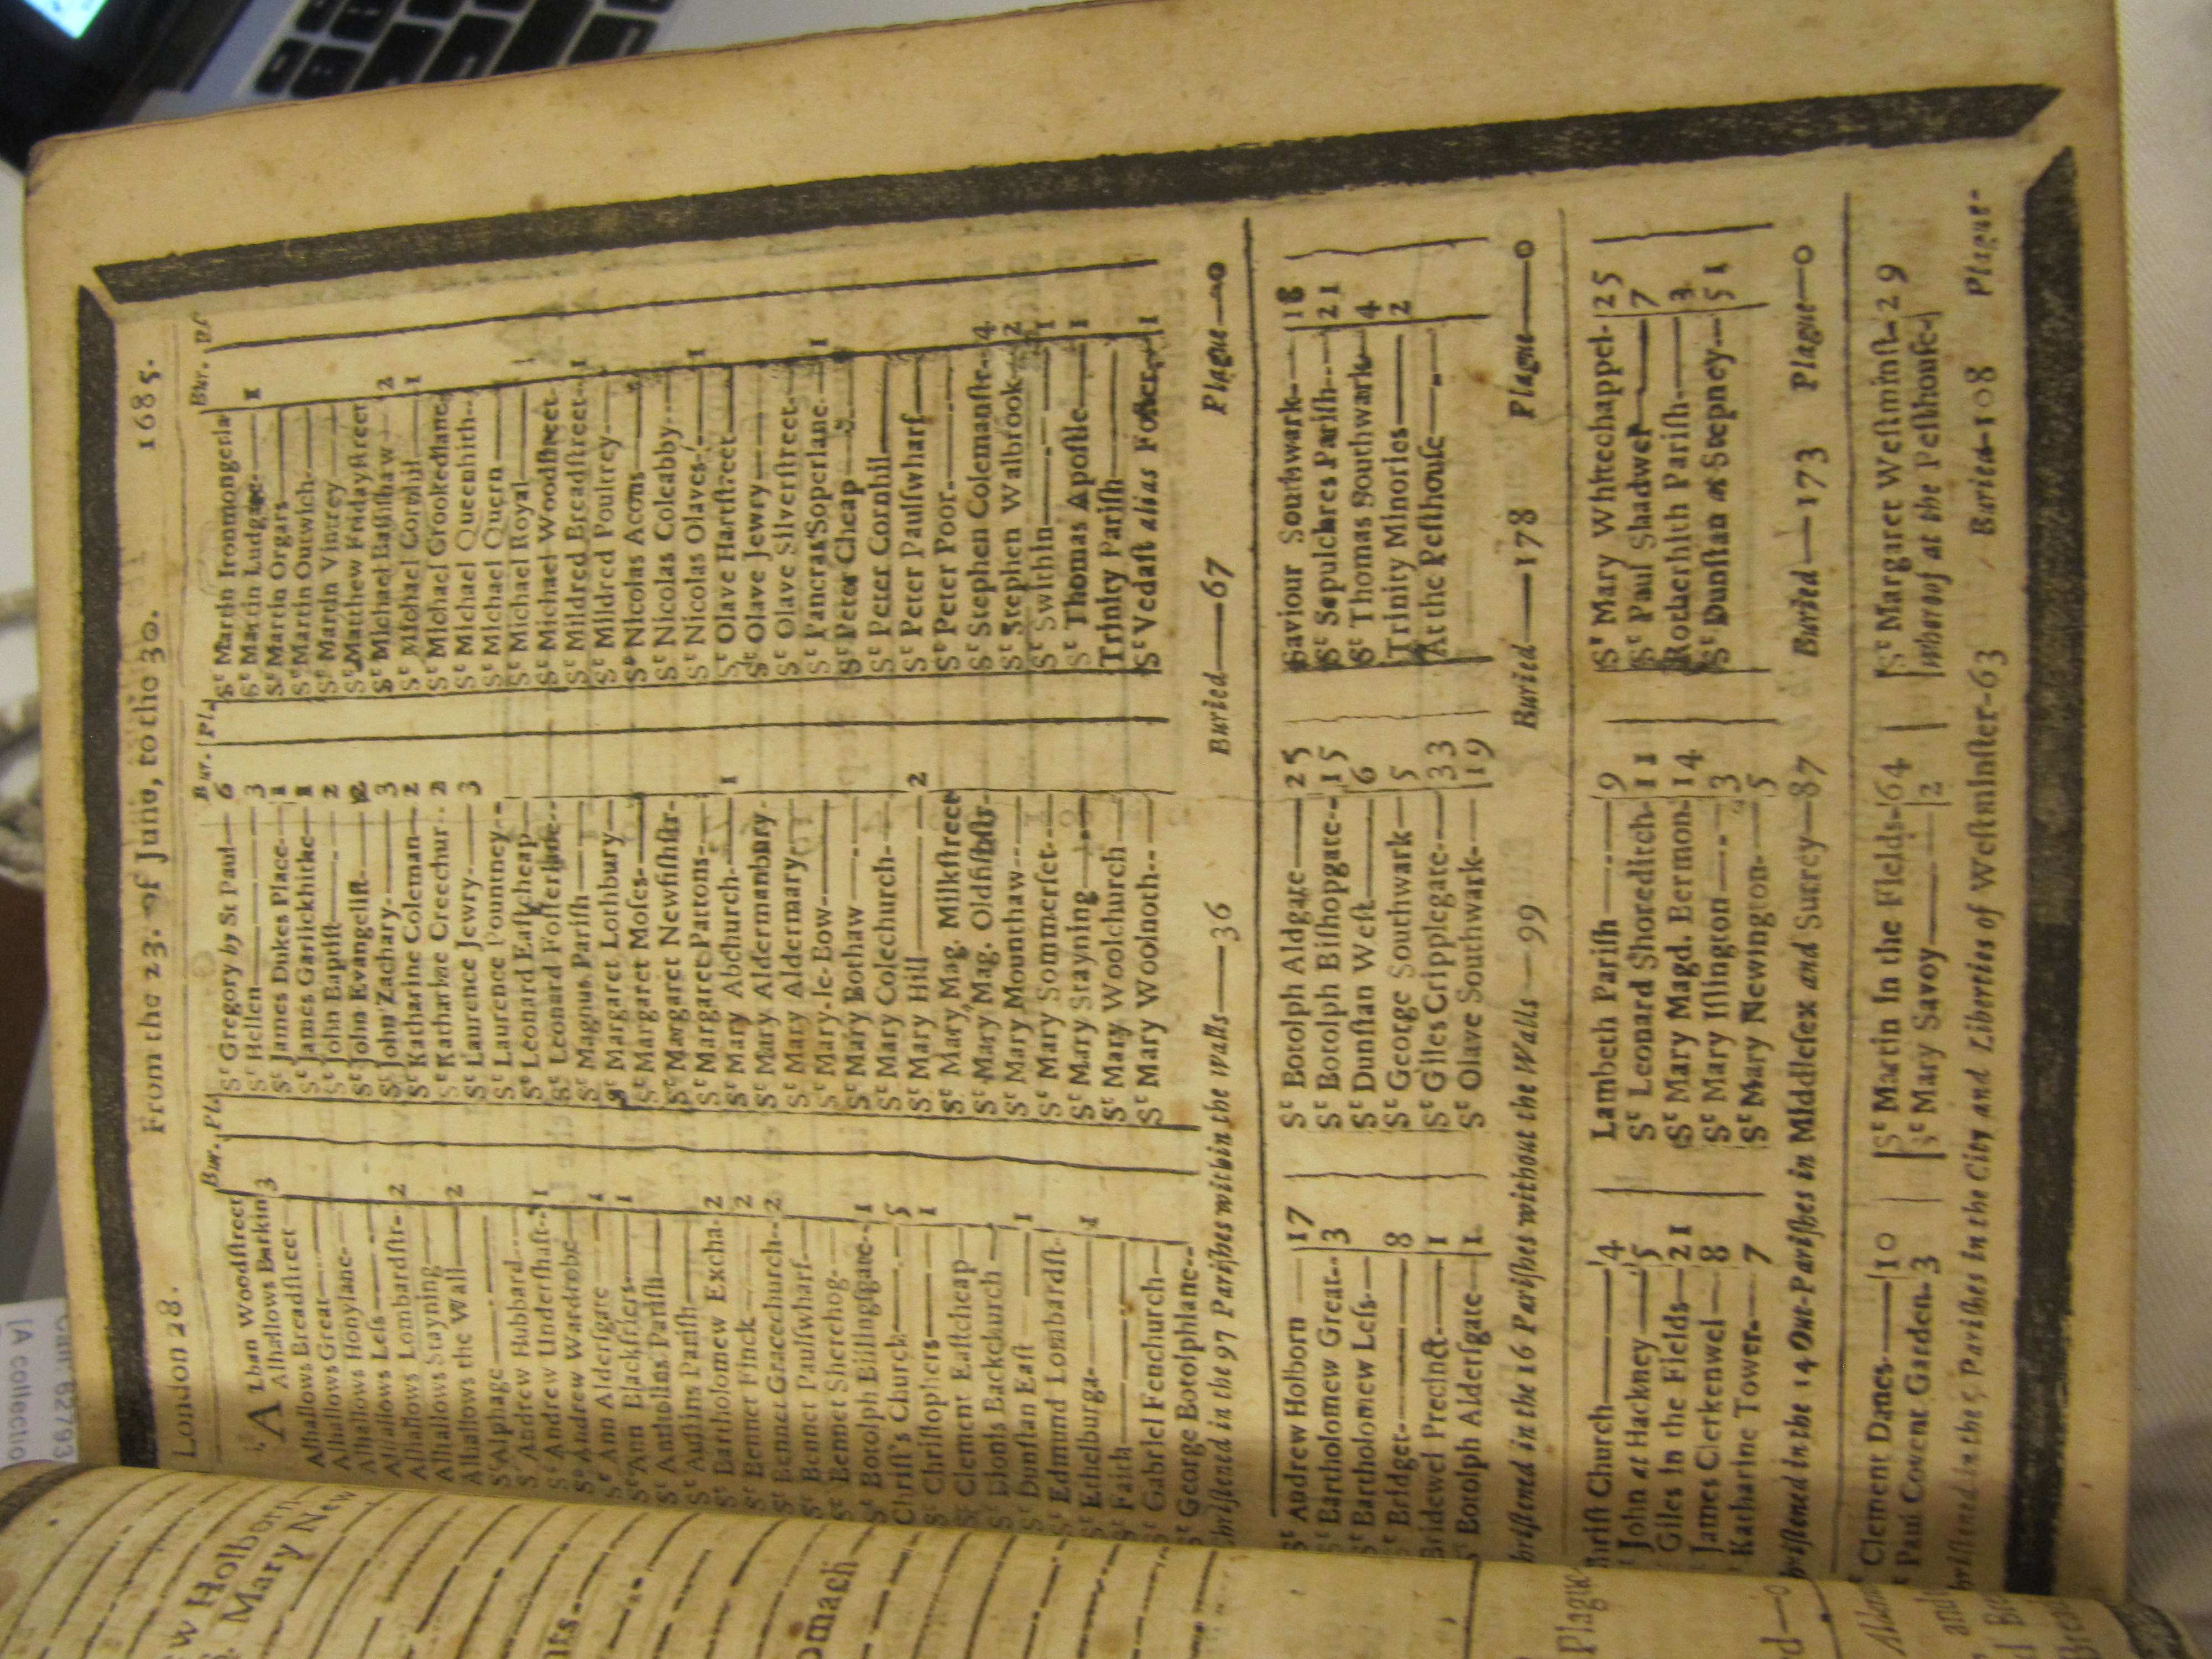 London 28. From the 23. of June, to the 30. 1685.
Bur. Pl.
ALban Woodstreet
Alhallows Barkin 3
Alhallows Breadstreet
Alhallows Great
Alhallows Honylane
Alhallows Less
Alhallows Lombardstr 2
Alhallows Stayning
Alhallows the Wall 2
St Alphage
St Andrew Hubbard
St Andrew Undershaft 1
St Andrew Wardrobe
St Ann Aldersgate 1
St Ann Blackfriers 1
St Antholins Parish
St Austins Parish
St Bartholomew Excha. 2
St Bennet Finck 2
St Bennet Gracechurch 2
St Bennet Paulswharf
St Bennet Sherehog
St Botolph Billingsgate 1
Christ's Church 5
St Christophers 1
St Clement Eastcheap
St Dionis Backchurch
St Dunstan East 1
St Edmund Lombardst.
St Ethelburga 1
St Faith
St Gabriel Fenchurch
St George Botolphlane
Bur. Pl.
St Gregory by St Paul 6
St Hellen 3
St James Dukes Place 1
St James Garlickhithe 1
St John Baptist 2
St John Evangelist
St John Zachary 3
St Katharine Coleman 2
St Katharine Creechur. 2
St Laurence Jewry 3
St Laurence Pountney
St Leonard Eastcheap
St Leonard Fosterlane
St Magnus Parish
St Margaret Lothbury
St Margaret Moses
St Margaret Newfishstr
St Margaret Pattons
St Mary Abchurch 1
St Mary Aldermanbury
St Mary Aldermary
St Mary-le-Bow
St Mary Bothaw
St Mary Colechurch
St Mary Hill 2
St Mary Mag. Milkstreet
St Mary Mag. Oldfishstr
St Mary Mounthaw
St Mary Sommerset
St Mary Stayning
St Mary Woolchurch
St Mary Woolnoth
Bur. Pl.
St Martin Ironmongerla
St Martin Ludgate 1
St Martin Orgars
St Martin Outwich
St Martin Vintrey
St Matthew Fridaystreet
St Michael Bassishaw 2
St Michael Cornhil 1
St Michael Crookedlane
St Michael Queenhith
St Michael Quern
St Michael Royal
St Michael Woodstreet
St Mildred Breadstreet 1
St Mildred Poultrey
St Nicolas Acons
St Nicolas Coleabby
St Nicolas Olaves 1
St Olave Hartstreet
St Olave Jewry
St Olave Silverstreet
St Pancras Soperlane 1
St Peter Cheap
St Peter Cornhil
St Peter Paulswharf
St Peter Poor
St Stephen Colemanstr 4
St Stephen Walbrook 2
St Swithin 1
St Thomas Apostle 1
Trinity Parish
St Vedast alias Foster 1
hristened in the 97 Parishes within the walls—36 Buried—67 Plague—0
St Andrew Holborn 17
St Bartholomew Great 3
St Bartholomew Less
St Bridget 8
Bridewel Precinct 1
St Botolph Aldersgate 1
St Botolph Aldgate 25
St Botolph Bishopgate 15
St Dunstan West 6
St George Southwark 5
St Giles Cripplegate 33
St Olave Southwark 19
Saviour Southwark 18
St Sepulchres Parish 21
St Thomas Southwark 4
Trinity Minories 2
At the Pesthouse
hristened in the 16 Parishes without the Walls—99 Buried—178 Plague—0
hrist Church 4
John at Hackney 5
Giles in the Fields 21
James Clerkenwel 8
Katharine Tower 7
Lambeth Parish 9
St Leonard Shoreditch 11
St Mary Magd. Bermon 14
St Mary Islington 3
St Mary Newington 5
St Mary Whitechappel 25
St Paul Shadwel 7
Rotherhith Parish 3
St Dunstan at Stepney 51
hristened in the 14 Out-Parishes in Middlesex and Surrey—87 Buried—173 Plague—0
Clement Danes 10
Paul Covent Garden 3
St Martin in the Fields 64
St Mary Savoy 2
St Margaret Westminst 29
whereof at the Pesthouse
hristened in the 5 Parishes in the City and Liberties of Westminster—63 Buried—108 Plague-
w Holborn
S. Mary New
omach
Plague
62793
[A collectio